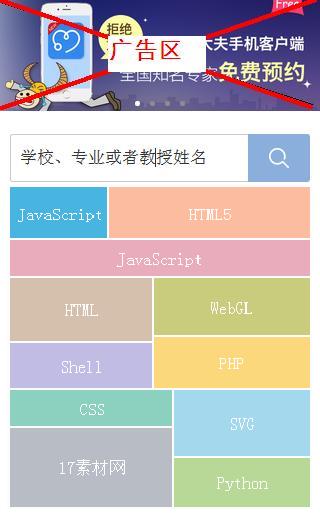 Free
拒绝
广告区
大夫手机客户端
全国知名专家免费预约
学校、专业或者教授姓名
JavaScript
HTML5
JavaScript
HTML
WebGL
Shell
PHP
CSS
SVG
17素材网
Python